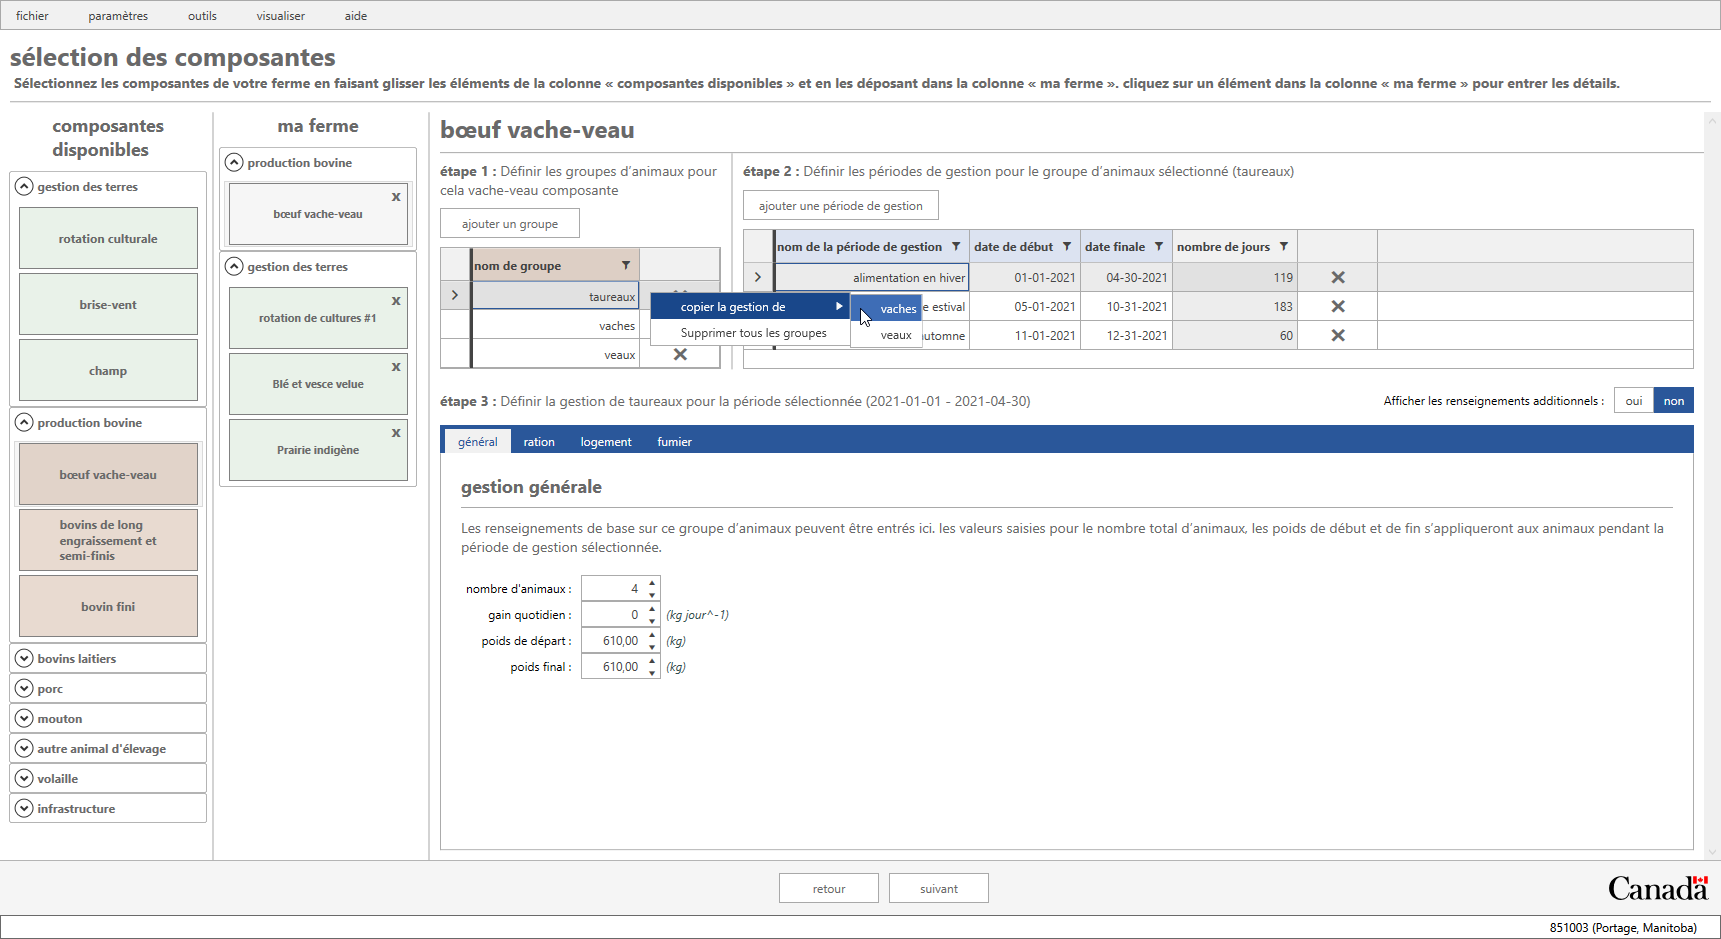 fichier paramètres outils visualiser aide
sélection des composantes
Sélectionnez les composantes de votre ferme en faisant glisser les éléments de la colonne « composantes disponibles » et en les déposant dans la colonne « ma ferme ». cliquez sur un élément dans la colonne « ma ferme » pour entrer les détails.
composantes
disponibles
gestion des terres
rotation culturale
brise-vent
champ
production bovine
bœuf vache-veau
bovins de long
engraissement et
semi-finis
bovin fini
bovins laitiers
porc
mouton
autre animal d'élevage
volaille
infrastructure
ma ferme
production bovine
x
bœuf vache-veau
gestion des terres
x
rotation de cultures #1
x
Blé et vesce velue
x
Prairie indigène
bœuf vache-veau
étape 1 : Définir les groupes d’animaux pour
cela vache-veau composante
ajouter un groupe
nom de groupe
taureaux
vaches
veaux
copier la gestion de
Supprimer tous les groupes
vaches
veaux
étape 2 : Définir les périodes de gestion pour le groupe d’animaux sélectionné (taureaux)
ajouter une période de gestion
nom de la période de gestion date de début date finale nombre de jours
alimentation en hiver 01-01-2021 04-30-2021 119
e estival 05-01-2021 10-31-2021 183
utomne 11-01-2021 12-31-2021 60
étape 3 : Définir la gestion de taureaux pour la période sélectionnée (2021-01-01 - 2021-04-30)
Afficher les renseignements additionnels : oui non
général ration logement fumier
gestion générale
Les renseignements de base sur ce groupe d’animaux peuvent être entrés ici. les valeurs saisies pour le nombre total d’animaux, les poids de début et de fin s’appliqueront aux animaux pendant la
période de gestion sélectionnée.
nombre d'animaux : 4
gain quotidien : 0 (kg jour^-1)
poids de départ : 610,00 (kg)
poids final : 610,00 (kg)
retour suivant
Canada
851003 (Portage, Manitoba)